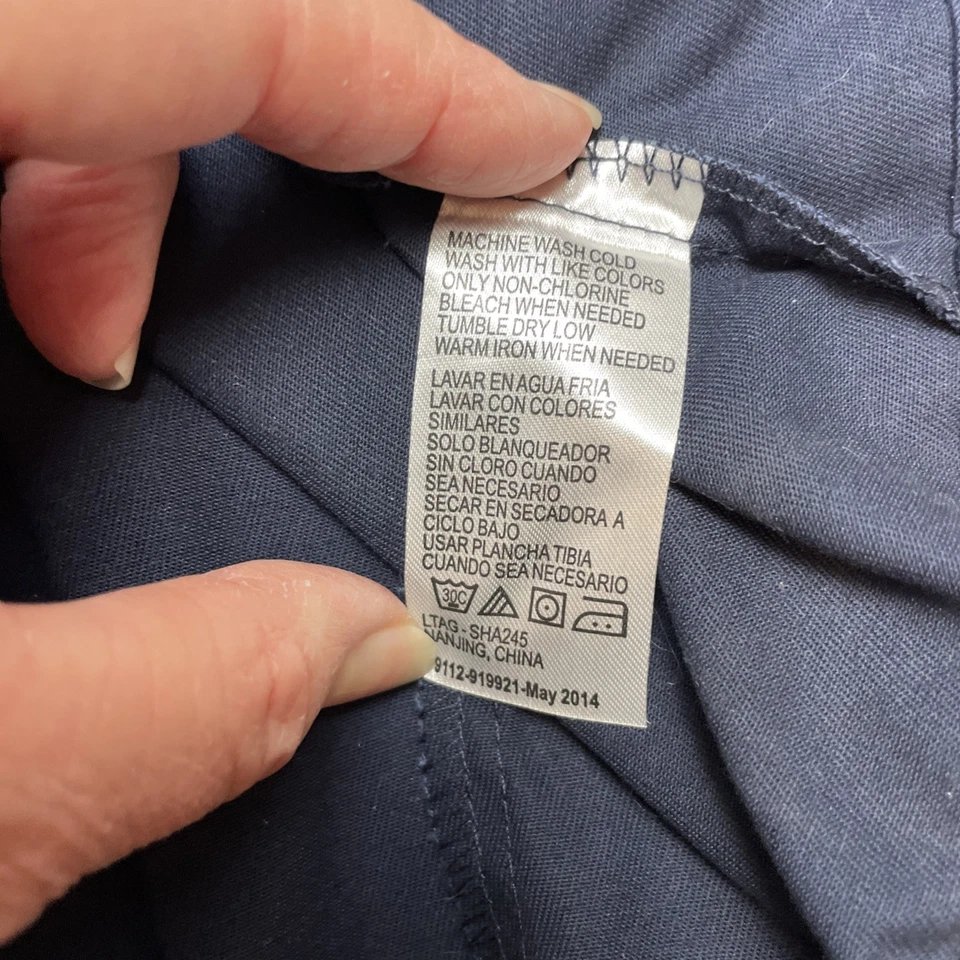 MACHINE WASH COLD
WASH WITH LIKE COLORS
ONLY NON-CHLORINE
BLEACH WHEN NEEDED
TUMBLE DRY LOW
WARM IRON WHEN NEEDED
LAVAR EN AGUA FRIA
LAVAR CON COLORES
SIMILARES
SOLO BLANQUEADOR
SIN CLORO CUANDO
SEA NECESARIO
SECAR EN SECADORA A
CICLO BAJO
USAR PLANCHA TIBIA
CUANDO SEA NECESARIO
30C
LTAG - SHA245
CHINA
9112-919921-May 2014